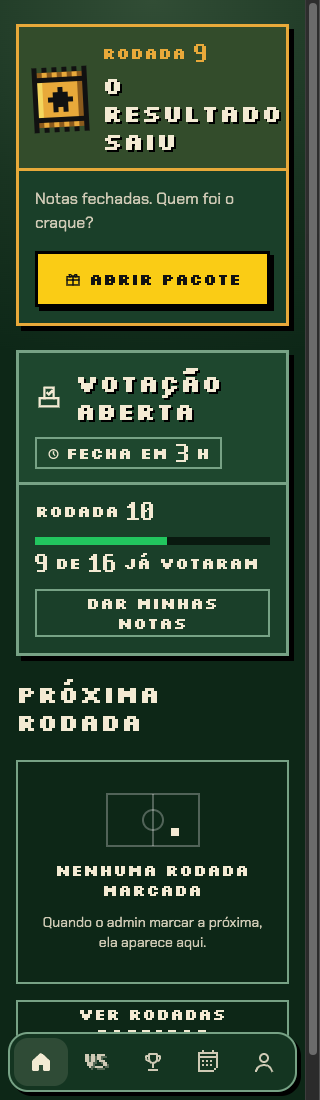 RODADA 9
O
RESULTADO
SAIU
Notas fechadas. Quem foi o
craque?
ABRIR PACOTE
VOTAÇÃO
ABERTA
FECHA EM 3 H
RODADA 10
9 DE 16 JÁ VOTARAM
DAR MINHAS
NOTAS
PRÓXIMA
RODADA
NENHUMA RODADA
MARCADA
Quando o admin marcar a próxima,
ela aparece aqui.
VER RODADAS
VS